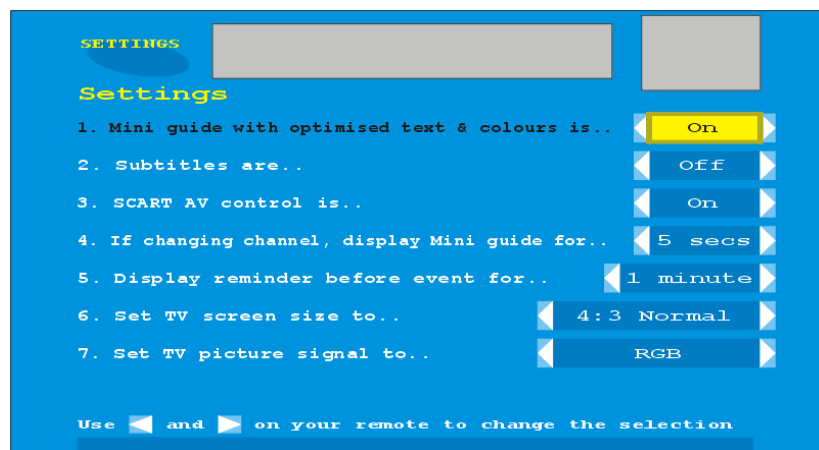 SETTINGS
Settings
1. Mini guide with optimised text & colours is.. On
2. Subtitles are.. Off
3. SCART AV control is.. On
4. If changing channel, display Mini guide for.. 5 secs
5. Display reminder before event for.. 1 minute
6. Set TV screen size to.. 4:3 Normal
7. Set TV picture signal to.. RGB
Use and on your remote to change the selection